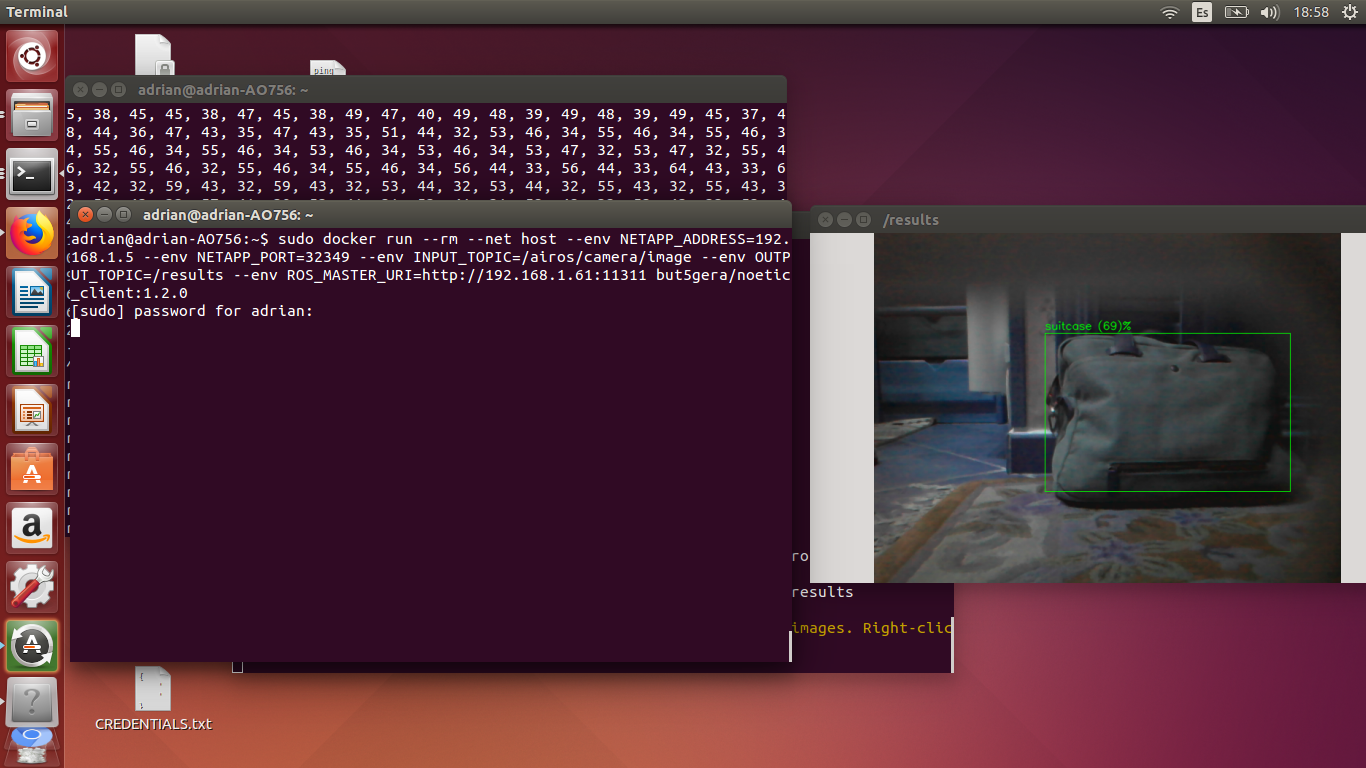 Terminal
Es
18:58
ping
adrian@adrian-AO756: ~
5, 38, 45, 45, 38, 47, 45, 38, 49, 47, 40, 49, 48, 39, 49, 48, 39, 49, 45, 37, 4
8, 44, 36, 47, 43, 35, 47, 43, 35, 51, 44, 32, 53, 46, 34, 55, 46, 34, 55, 46, 3
4, 55, 46, 34, 55, 46, 34, 53, 46, 34, 53, 46, 34, 53, 47, 32, 53, 47, 32, 55, 4
6, 32, 55, 46, 32, 55, 46, 34, 55, 46, 34, 56, 44, 33, 56, 44, 33, 64, 43, 33, 6
3, 42, 32, 59, 43, 32, 59, 43, 32, 53, 44, 32, 53, 44, 32, 55, 43, 32, 55, 43, 3
adrian@adrian-AO756: ~
adrian@adrian-AO756:~$ sudo docker run --rm --net host --env NETAPP_ADDRESS=192.
168.1.5 --env NETAPP_PORT=32349 --env INPUT_TOPIC=/airos/camera/image --env OUTP
UT_TOPIC=/results --env ROS_MASTER_URI=http://192.168.1.61:11311 but5gera/noetic
_client:1.2.0
[sudo] password for adrian:
/results
suitcase (69)%
ro
results
images. Right-clic
CREDENTIALS.txt